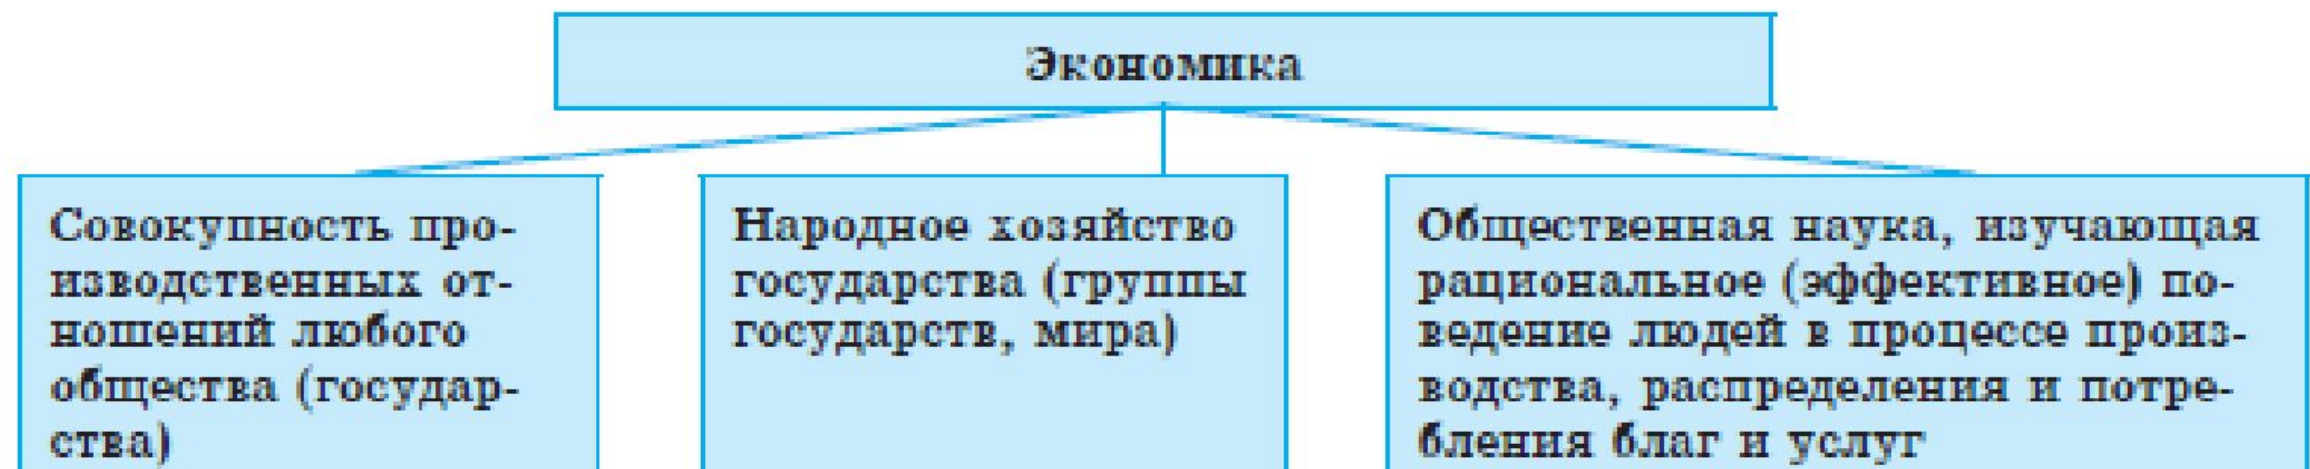 Экономика
Совокупность про-
изводственных от-
ношений любого
общества (государ-
ства)
Народное хозяйство
государства (группы
государств, мира)
Общественная наука, изучающая
рациональное (эффективное) по-
ведение людей в процессе произ-
водства, распределения и потре-
бления благ и услуг